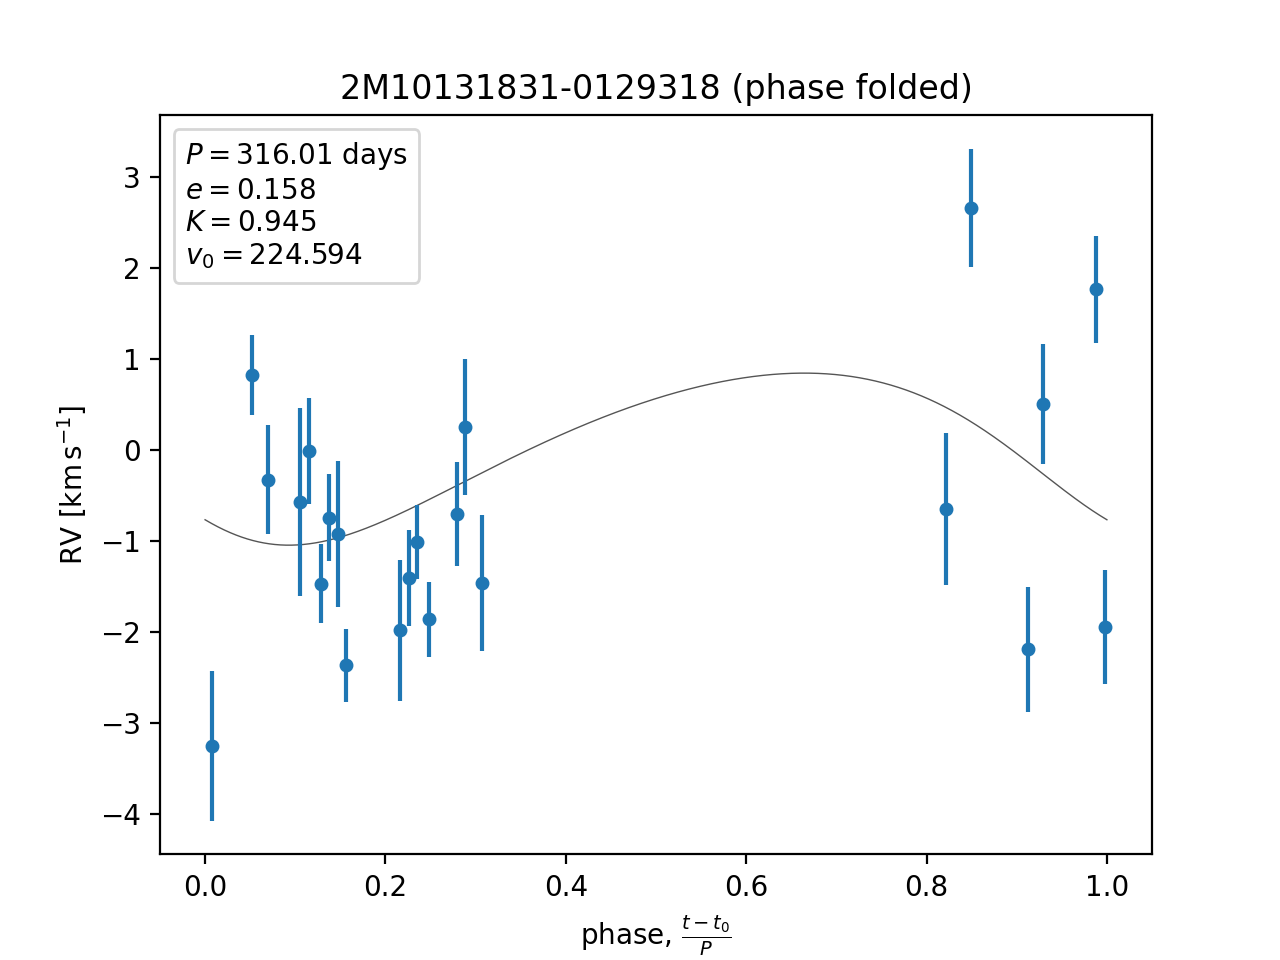 2M10131831-0129318 (phase folded)
P = 316.01 days
e = 0.158
K = 0.945
v₀ = 224.594
RV [km s⁻¹]
3
2
1
0
−1
−2
−3
−4
0.0 0.2 0.4 0.6 0.8 1.0
phase, (t − t₀)/P